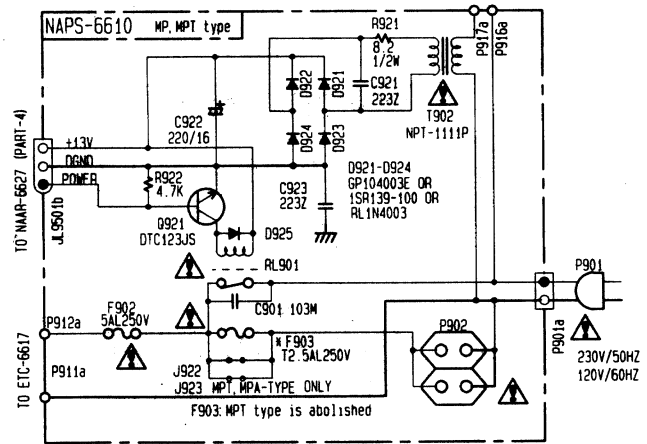 NAPS-6610 MP, MPT type
R921
8.2
1/2W
P917a
P916a
D922
D921
C921
223Z
T902
NPT-1111P
C922
220/16
D924
D923
TO NAAR-6627 (PART-4)
+13V
DGND
POWER
JL9501b
R922
4.7K
C923
223Z
D921-D924
GP104003E OR
1SR139-100 OR
RL1N4003
Q921
DTC123JS
D925
RL901
P901
C901 103M
F902
5AL250V
P912a
* F903
T2.5AL250V
P902
P901a
230V/50HZ
120V/60HZ
TO ETC-6617
P911a
J922
J923 MPT, MPA-TYPE ONLY
F903: MPT type is abolished